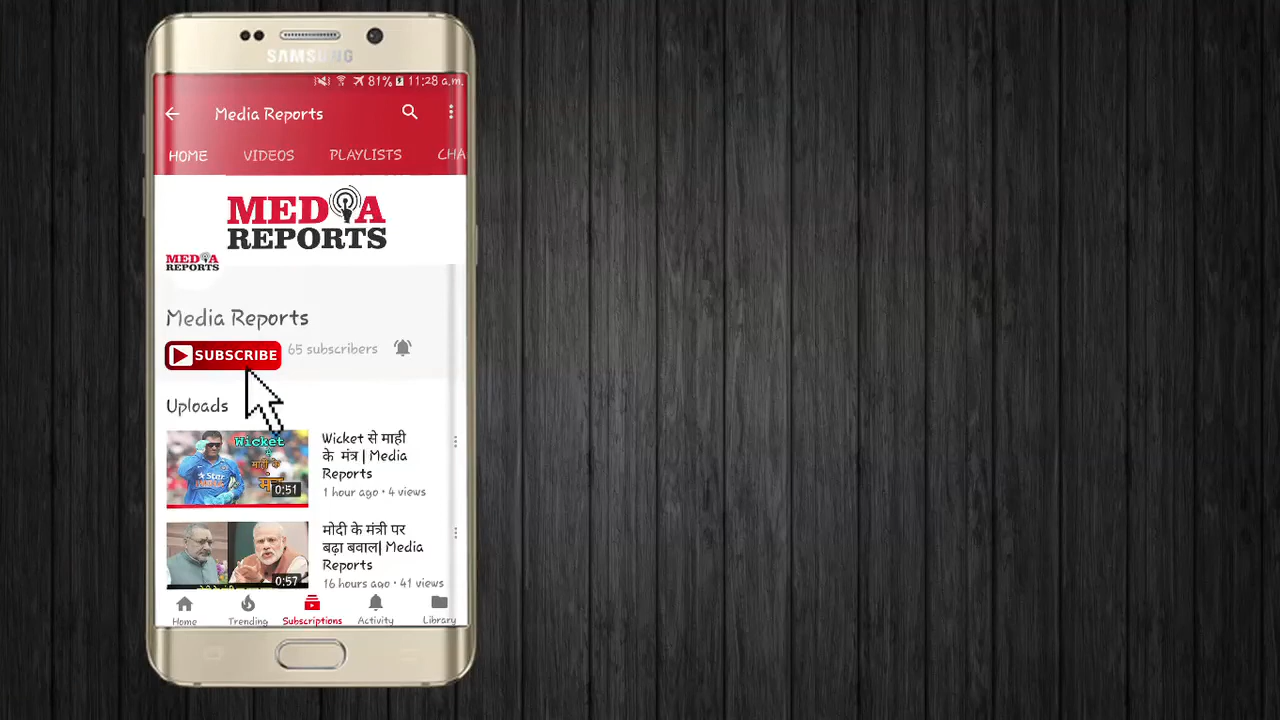 SAMSUNG
81% 11:28 a.m.
Media Reports
HOME VIDEOS PLAYLISTS CHA
MEDIA
REPORTS
MEDIA
REPORTS
Media Reports
SUBSCRIBE 65 subscribers
Uploads
Wicket
से
माही के
मंत्र
0:51
Wicket से माही
के मंत्र | Media
Reports
1 hour ago • 4 views
0:57
मोदी के मंत्री पर
बढ़ा बवाल| Media
Reports
16 hours ago • 41 views
Home Trending Subscriptions Activity Library